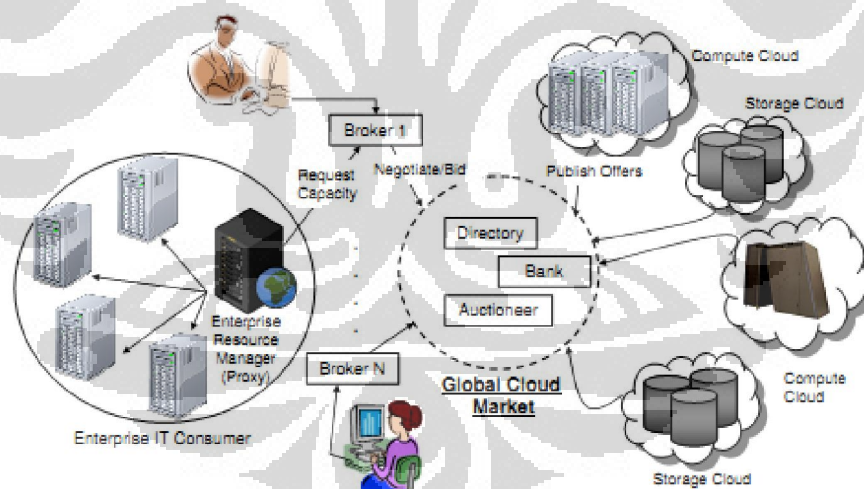 Compute Cloud
Storage Cloud
Broker 1
Request
Capacity
Negotiate/Bid
Publish Offers
Directory
Bank
Auctioneer
Enterprise
Resource
Manager
(Proxy)
Broker N
Global Cloud
Market
Compute
Cloud
Enterprise IT Consumer
Storage Cloud